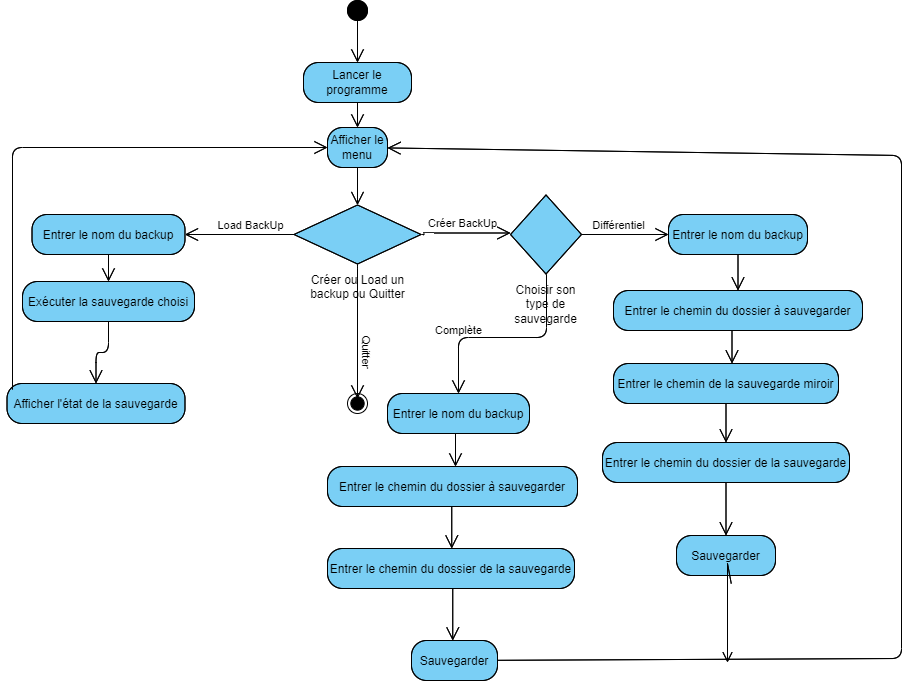 Lancer le
programme
Afficher le
menu
Load BackUp
Créer BackUp
Différentiel
Entrer le nom du backup
Entrer le nom du backup
Créer ou Load un
backup ou Quitter
Choisir son
type de
sauvegarde
Exécuter la sauvegarde choisi
Entrer le chemin du dossier à sauvegarder
Complète
Quitter
Afficher l'état de la sauvegarde
Entrer le chemin de la sauvegarde miroir
Entrer le nom du backup
Entrer le chemin du dossier de la sauvegarde
Entrer le chemin du dossier à sauvegarder
Sauvegarder
Entrer le chemin du dossier de la sauvegarde
Sauvegarder